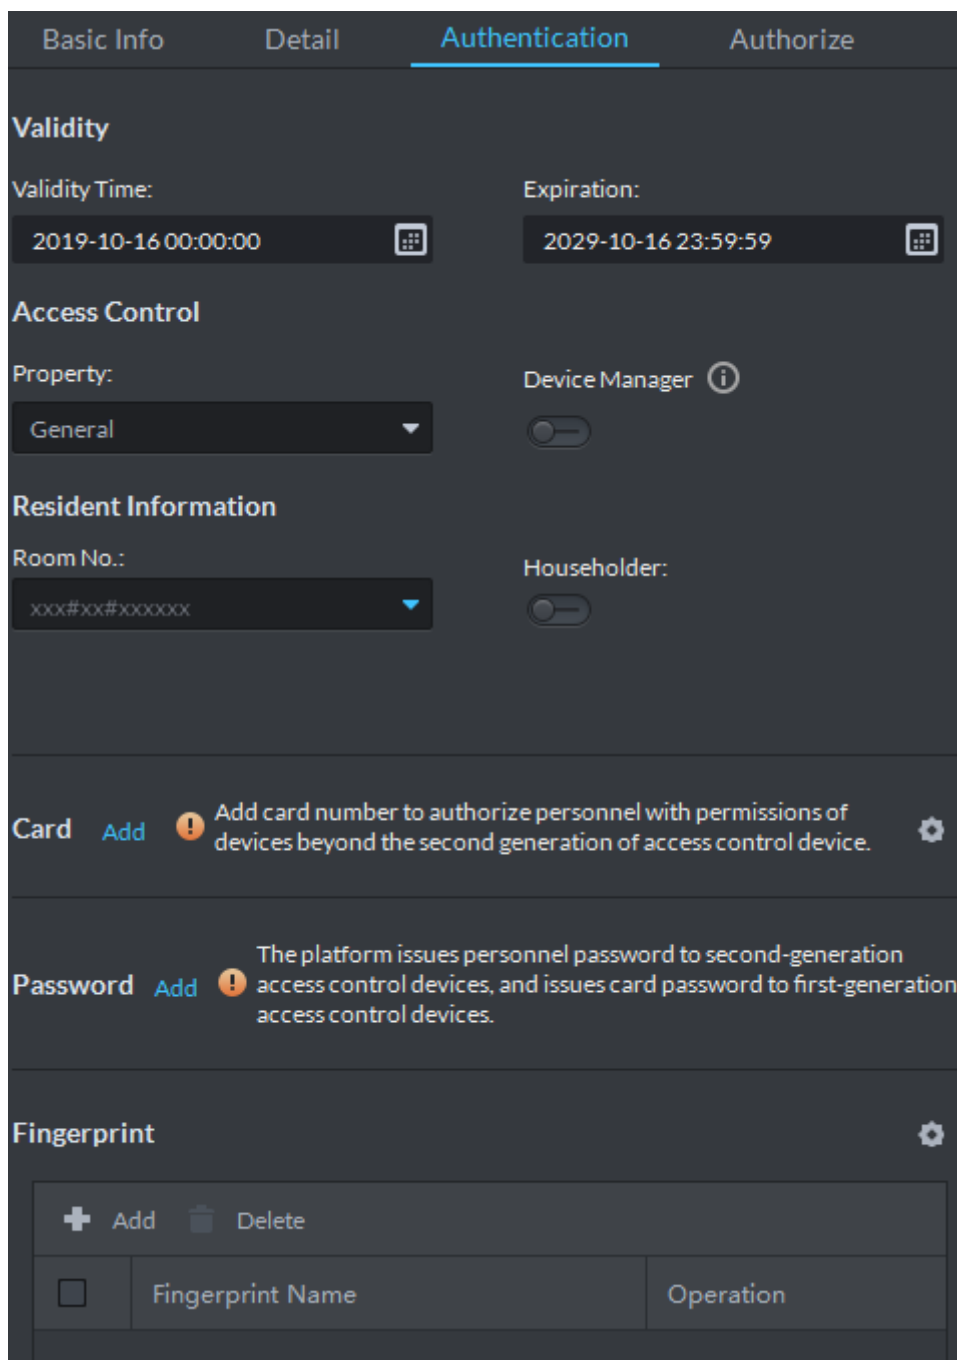 Basic Info Detail Authentication Authorize
Validity
Validity Time: Expiration:
2019-10-16 00:00:00 2029-10-16 23:59:59
Access Control
Property: Device Manager
General
Resident Information
Room No.: Householder:
xxx#xx#xxxxxx
Card Add Add card number to authorize personnel with permissions of
devices beyond the second generation of access control device.
The platform issues personnel password to second-generation
Password Add access control devices, and issues card password to first-generation
access control devices.
Fingerprint
Add Delete
Fingerprint Name Operation